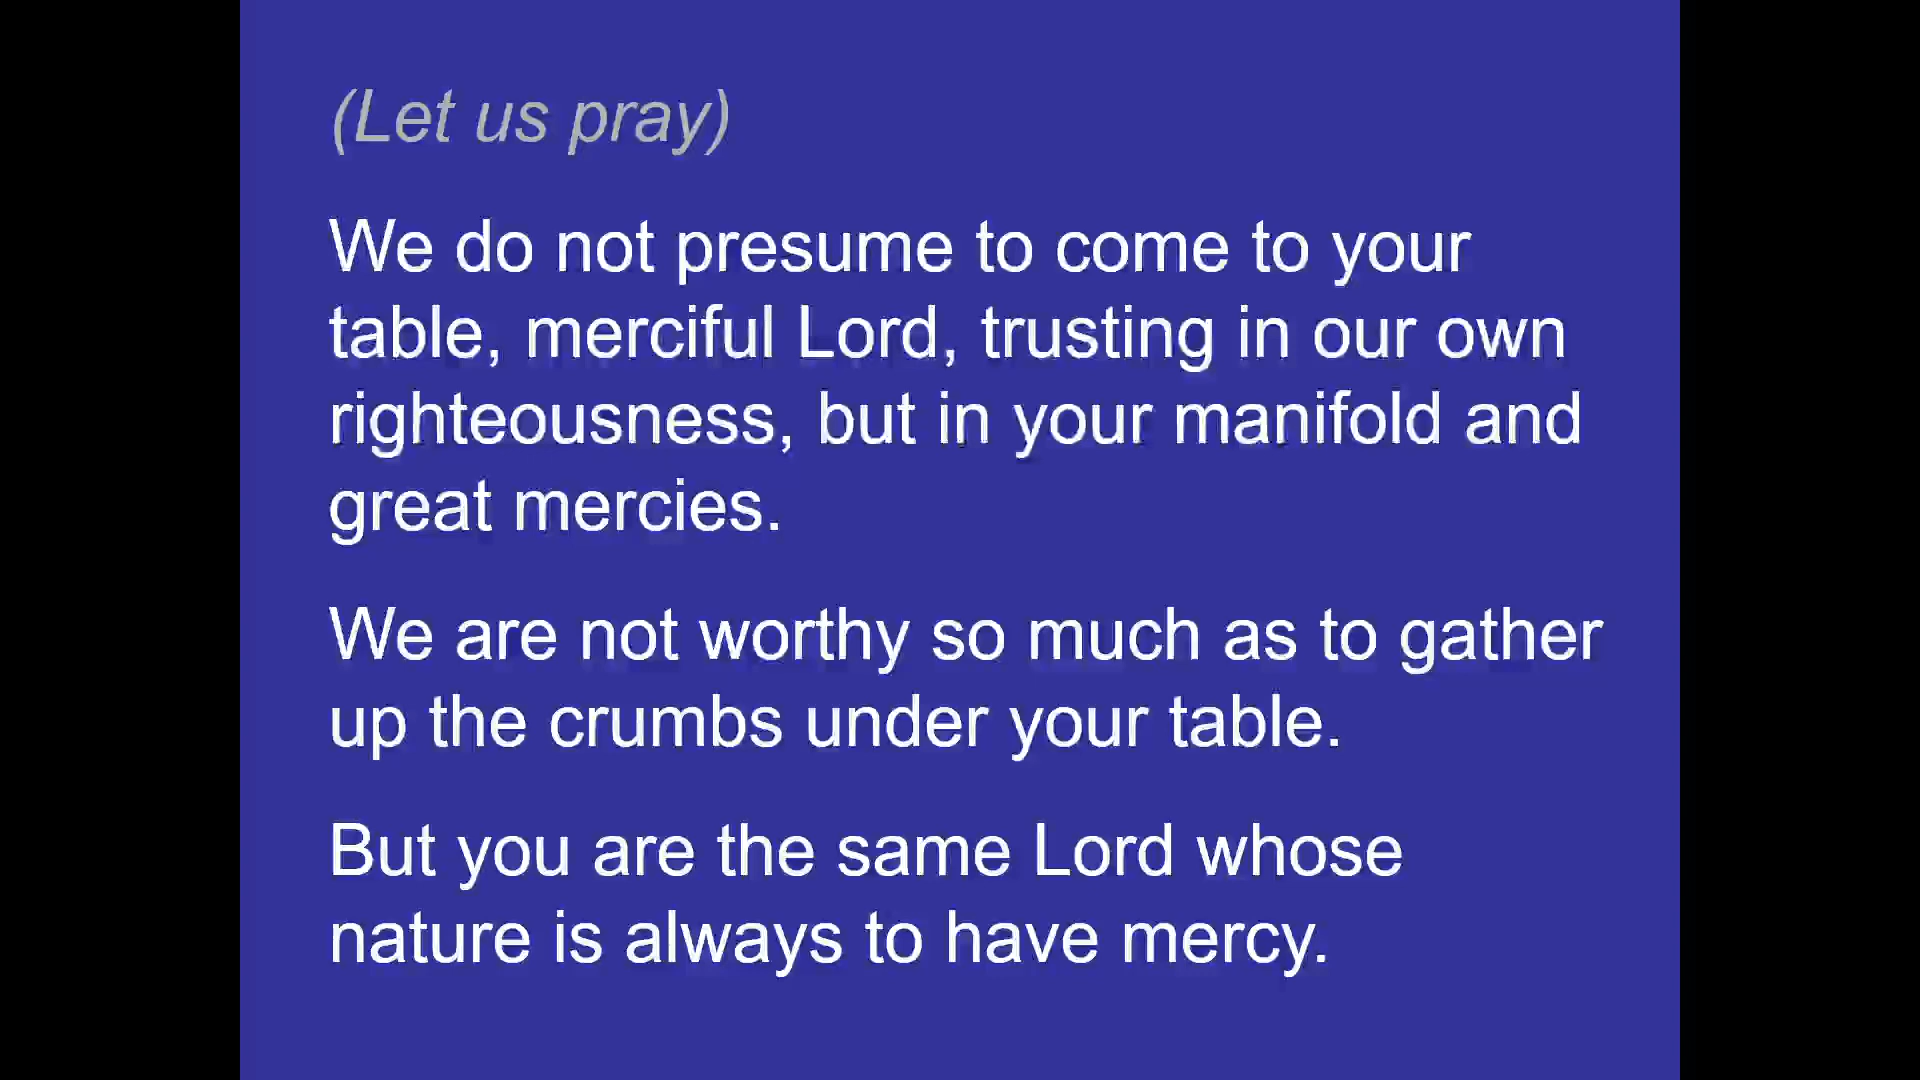 (Let us pray)
We do not presume to come to your
table, merciful Lord, trusting in our own
righteousness, but in your manifold and
great mercies.
We are not worthy so much as to gather
up the crumbs under your table.
But you are the same Lord whose
nature is always to have mercy.